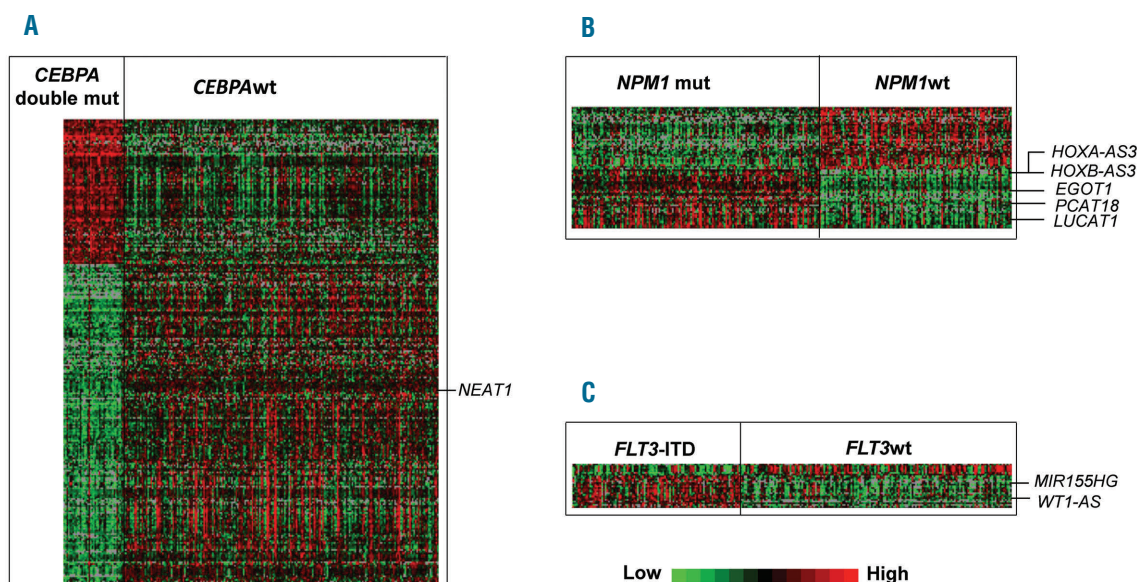 A
CEBPA
double mut
CEBPAwt
NEAT1
B
NPM1 mut
NPM1wt
HOXA-AS3
HOXB-AS3
EGOT1
PCAT18
LUCAT1
C
FLT3-ITD
FLT3wt
MIR155HG
WT1-AS
Low
High